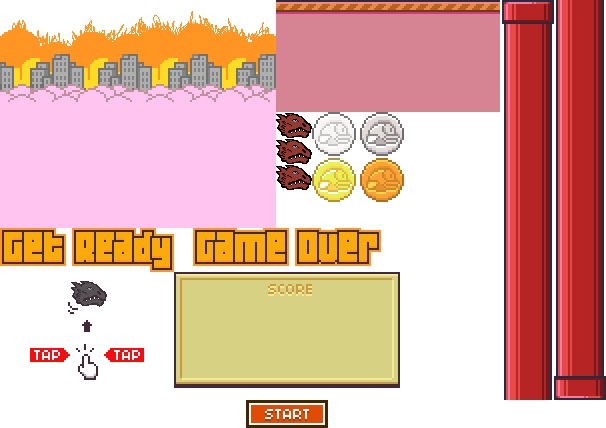 Get Ready
Game Over
SCORE
TAP
TAP
START